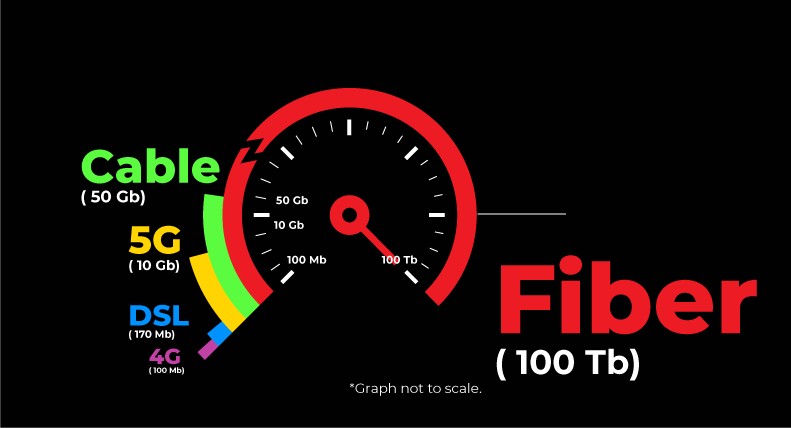 Cable
( 50 Gb)
5G
( 10 Gb)
DSL
( 170 Mb)
4G
( 100 Mb)
50 Gb
10 Gb
100 Mb
100 Tb
Fiber
( 100 Tb)
*Graph not to scale.